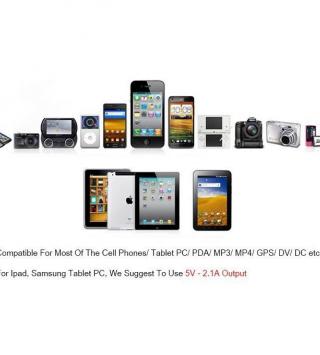 Compatible For Most Of The Cell Phones/ Tablet PC/ PDA/ MP3/ MP4/ GPS/ DV/ DC etc
For Ipad, Samsung Tablet PC, We Suggest To Use 5V - 2.1A Output